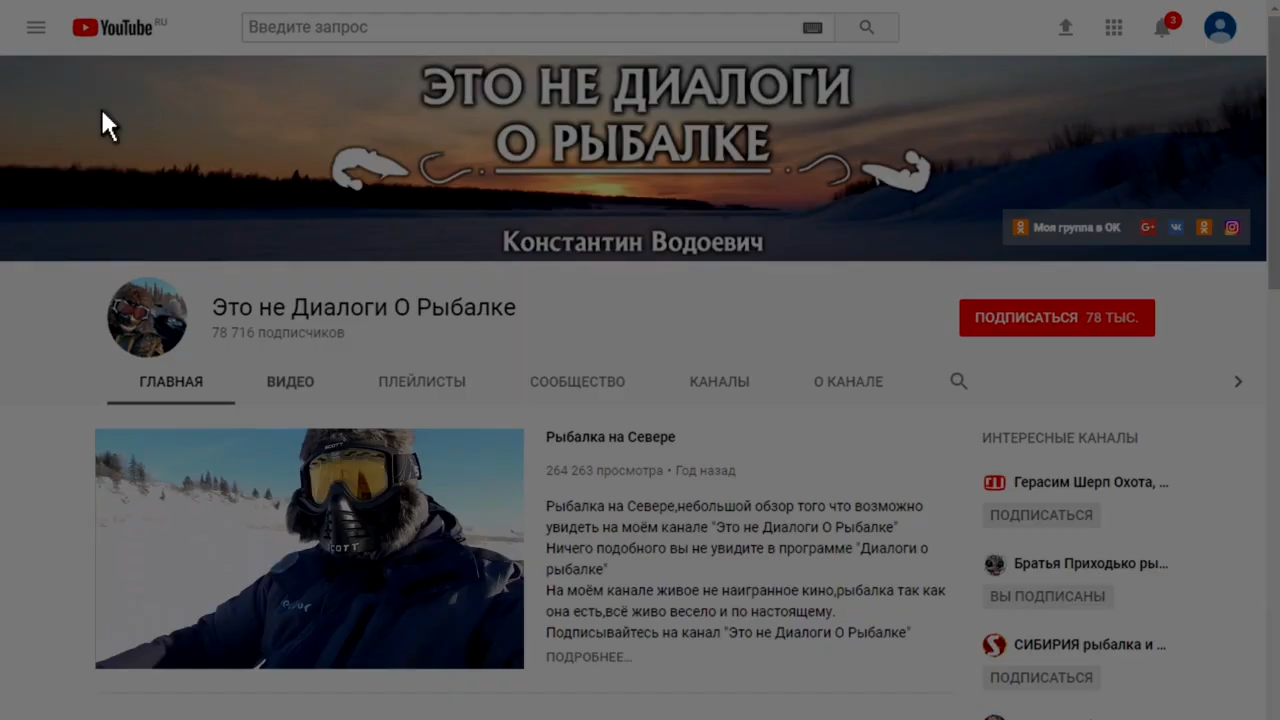 YouTube RU
Введите запрос
3
ЭТО НЕ ДИАЛОГИ
О РЫБАЛКЕ
Константин Водоевич
Моя группа в ОК
G+
Это не Диалоги О Рыбалке
78 716 подписчиков
ПОДПИСАТЬСЯ 78 ТЫС.
ГЛАВНАЯ
ВИДЕО
ПЛЕЙЛИСТЫ
СООБЩЕСТВО
КАНАЛЫ
О КАНАЛЕ
SCOTT
Рыбалка на Севере
264 263 просмотра • Год назад
Рыбалка на Севере,небольшой обзор того что возможно
увидеть на моём канале "Это не Диалоги О Рыбалке"
Ничего подобного вы не увидите в программе "Диалоги о
рыбалке"
На моём канале живое не наигранное кино,рыбалка так как
она есть,всё живо весело и по настоящему.
Подписывайтесь на канал "Это не Диалоги О Рыбалке"
ПОДРОБНЕЕ...
ИНТЕРЕСНЫЕ КАНАЛЫ
Герасим Шерп Охота, ...
ПОДПИСАТЬСЯ
Братья Приходько ры...
ВЫ ПОДПИСАНЫ
СИБИРИЯ рыбалка и ...
ПОДПИСАТЬСЯ